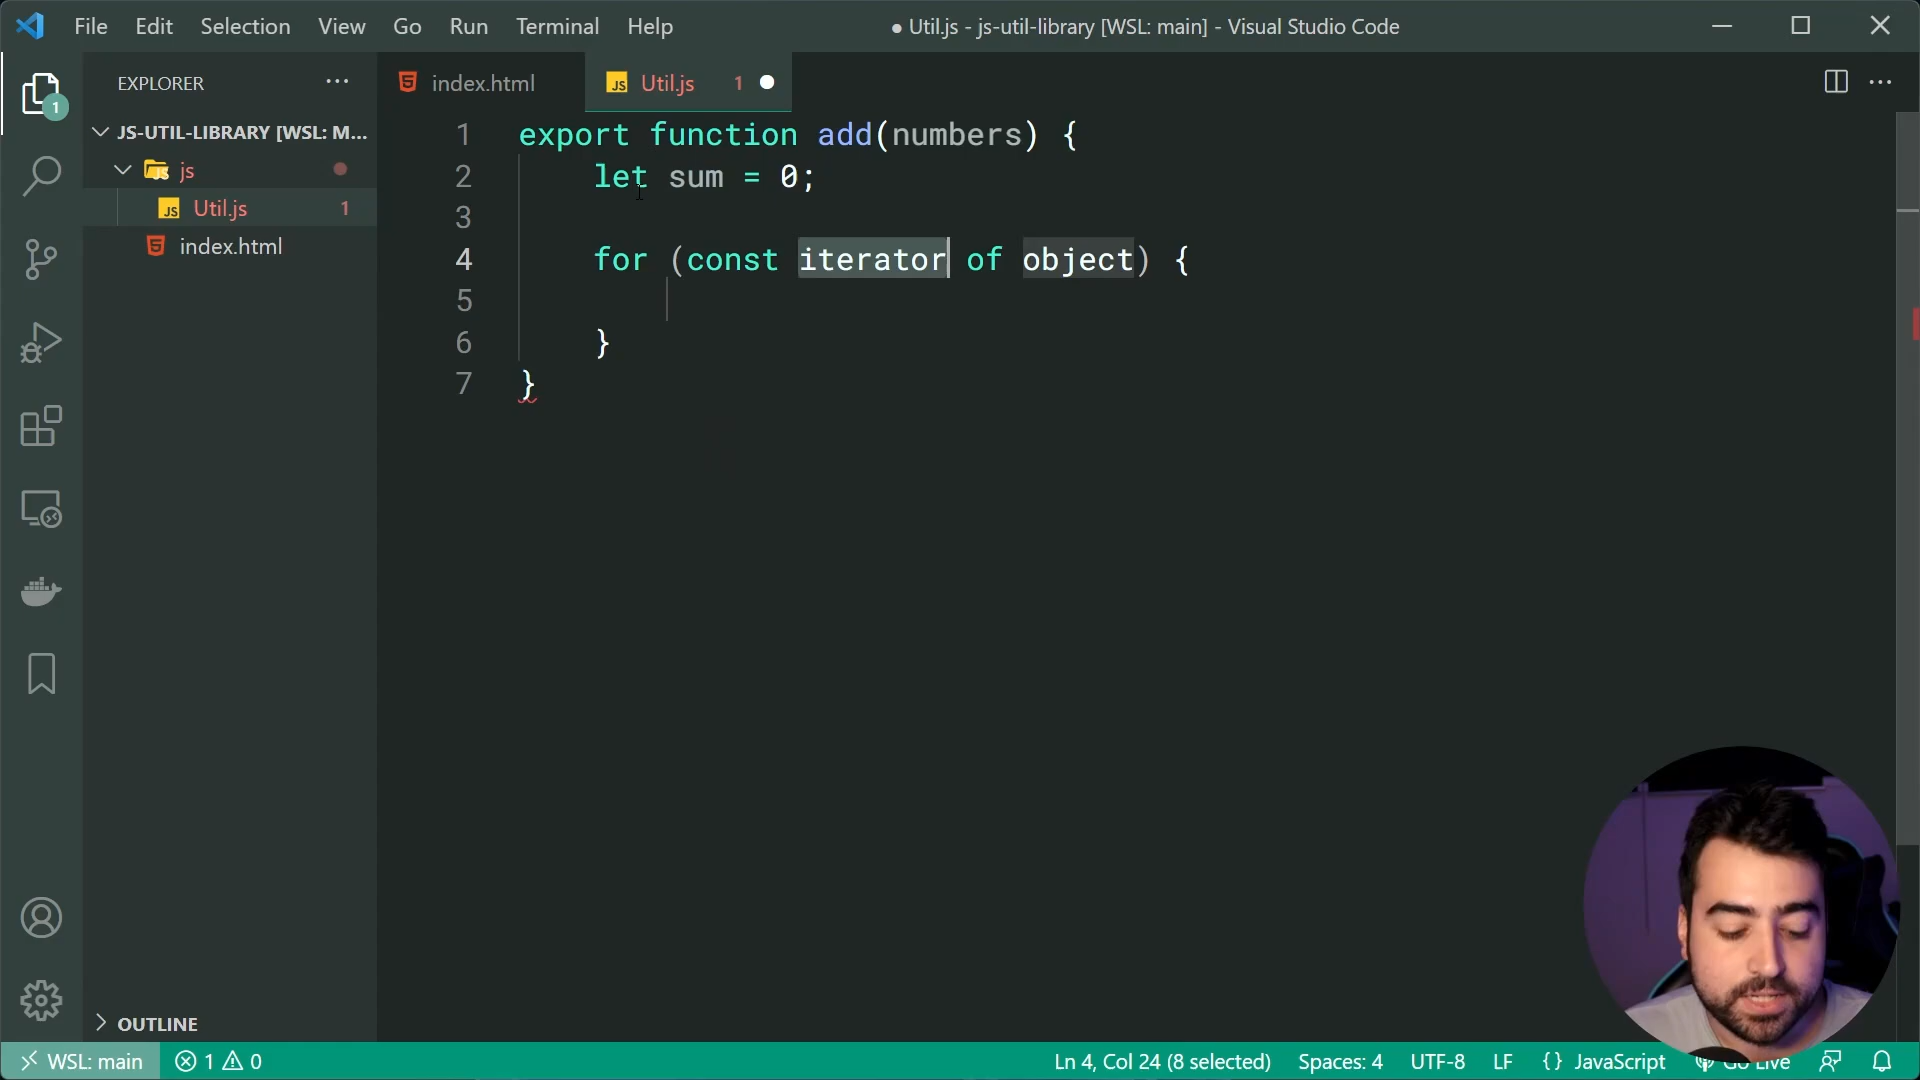 File Edit Selection View Go Run Terminal Help
● Util.js - js-util-library [WSL: main] - Visual Studio Code
1
EXPLORER
JS-UTIL-LIBRARY [WSL: M...
js
Util.js 1
index.html
OUTLINE
index.html
Util.js 1
1 export function add(numbers) {
2 let sum = 0;
3
4 for (const iterator of object) {
5
6 }
7 }
WSL: main
1 0
Ln 4, Col 24 (8 selected)
Spaces: 4
UTF-8
LF
{} JavaScript
Go Live